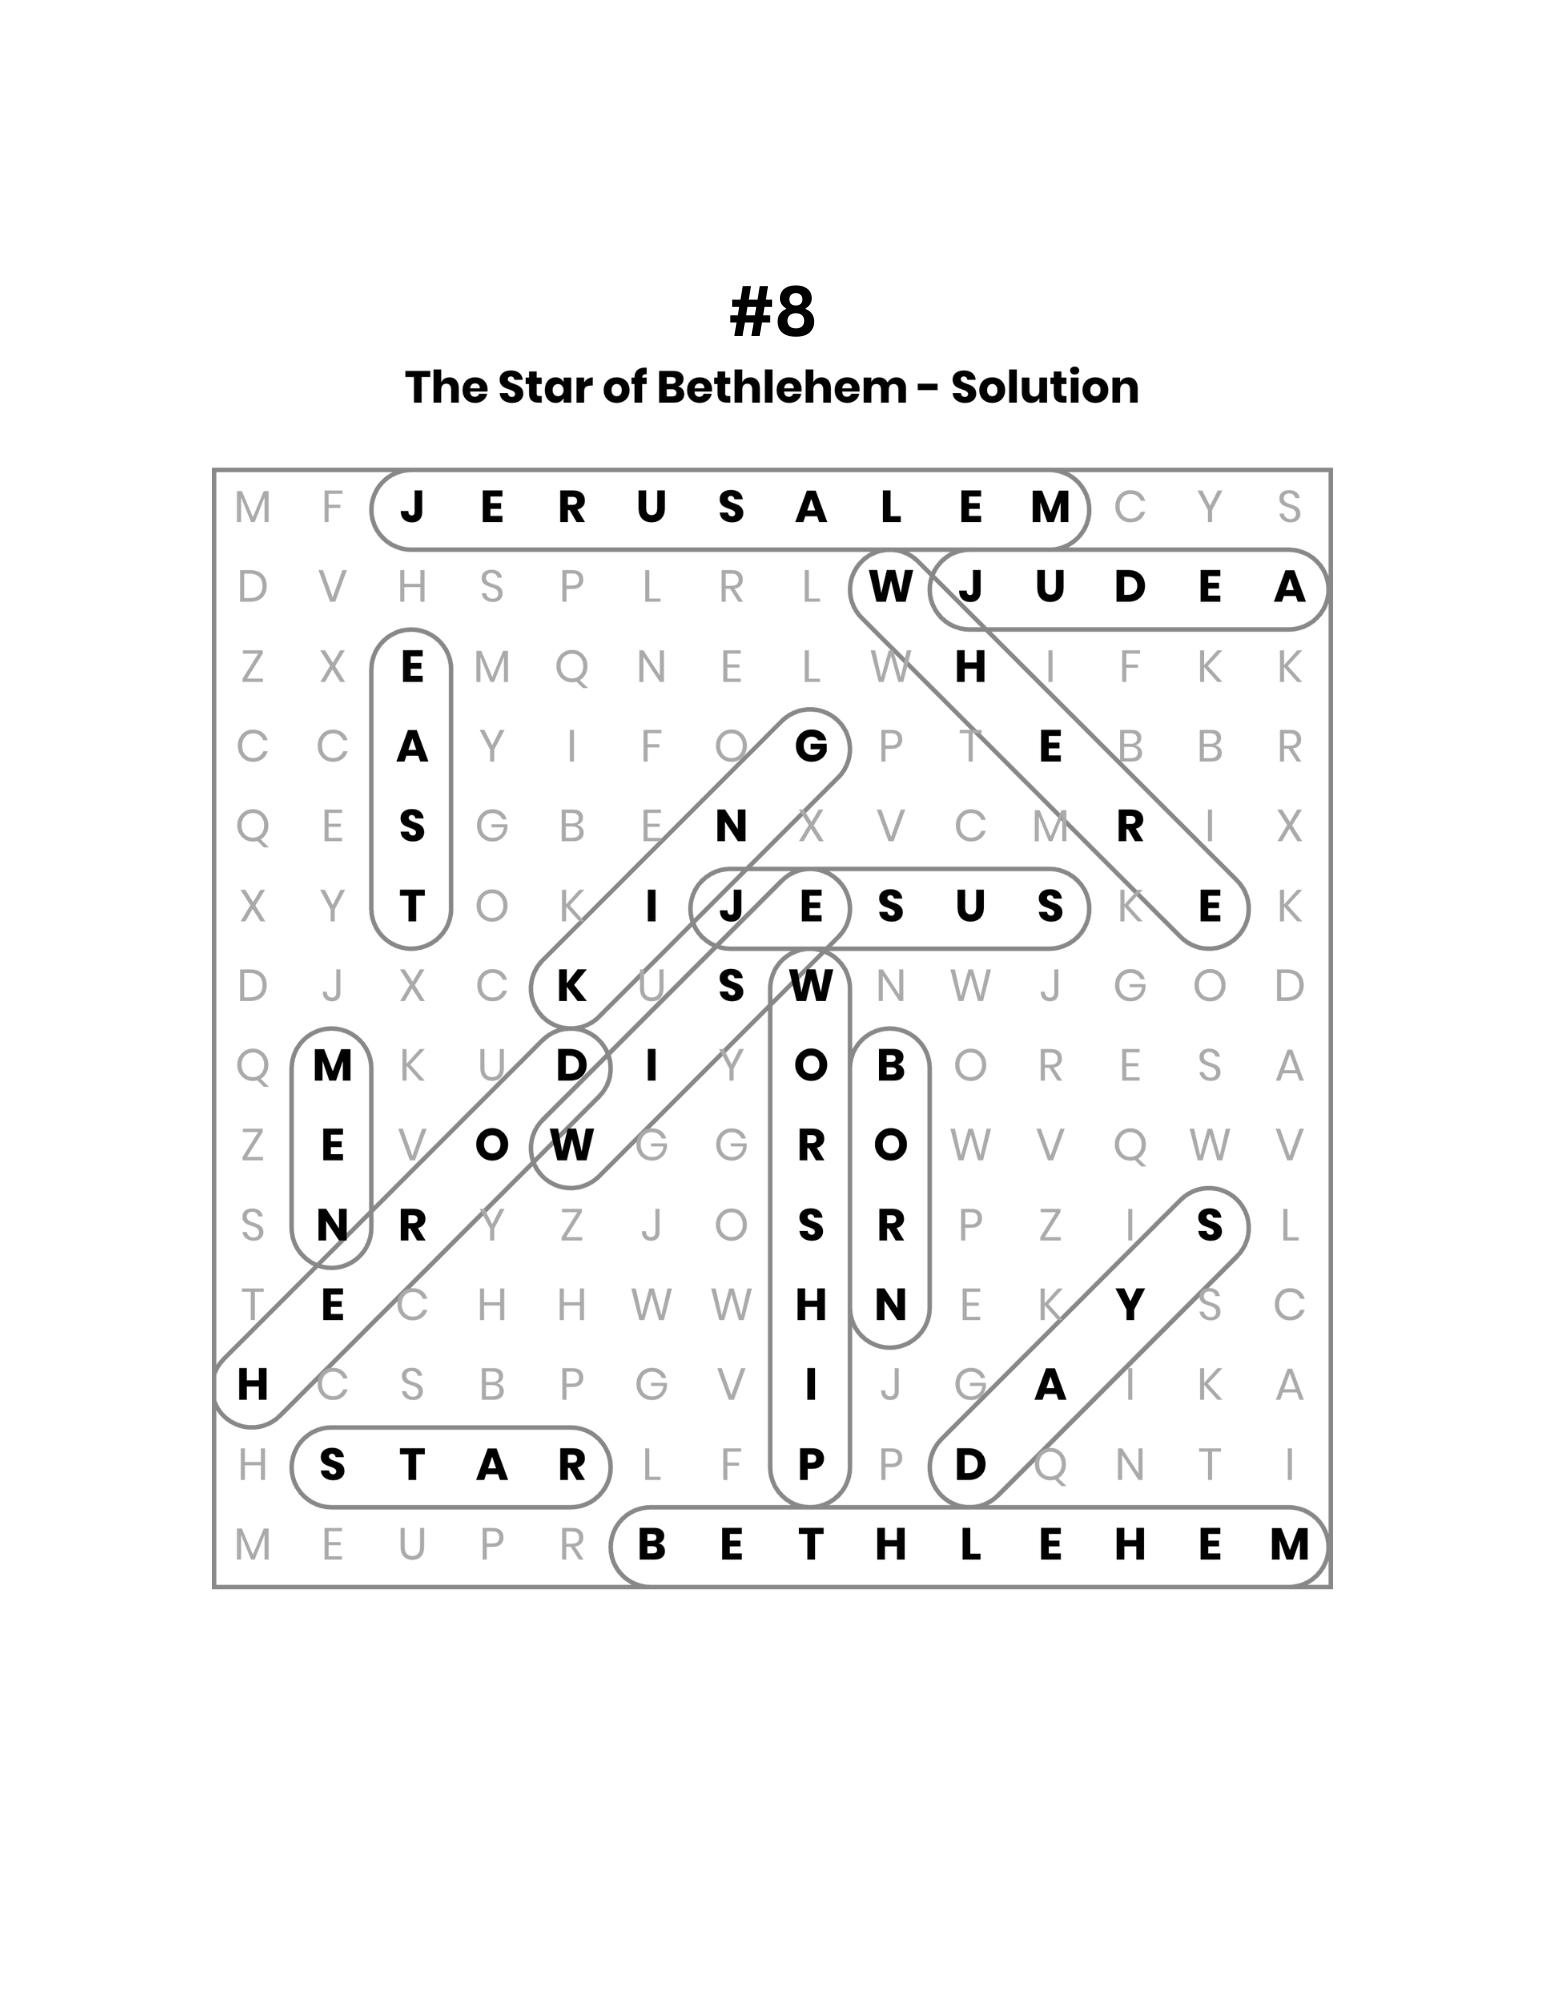 #8
The Star of Bethlehem - Solution
M F J E R U S A L E M C Y S
D V H S P L R L W J U D E A
Z X E M Q N E L W H I F K K
C C A Y I F O G P T E B B R
Q E S G B E N X V C M R I X
X Y T O K I J E S U S K E K
D J X C K U S W N W J G O D
Q M K U D I Y O B O R E S A
Z E V O W G G R O W V Q W V
S N R Y Z J O S R P Z I S L
T E C H H W W H N E K Y S C
H C S B P G V I J G A I K A
H S T A R L F P P D Q N T I
M E U P R B E T H L E H E M